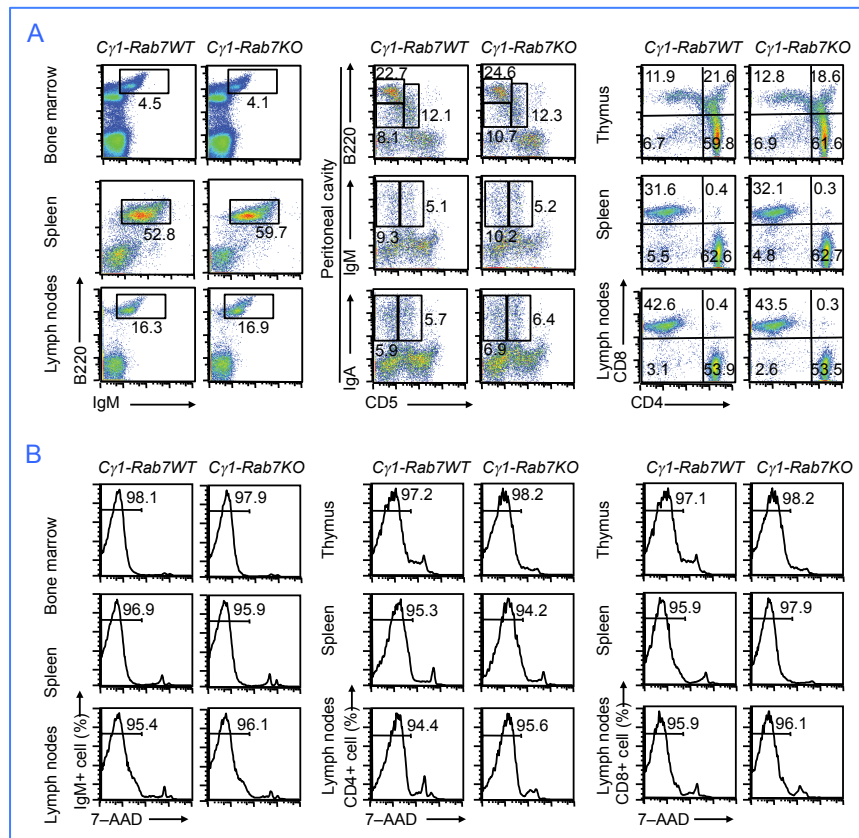 A
Cγ1-Rab7WT Cγ1-Rab7KO Cγ1-Rab7WT Cγ1-Rab7KO Cγ1-Rab7WT Cγ1-Rab7KO
Bone marrow
4.5 4.1
Spleen
52.8 59.7
Lymph nodes
B220
16.3 16.9
IgM
Peritoneal cavity
B220
22.7 12.1 8.1
24.6 12.3 10.7
IgM
5.1 9.3
5.2 10.2
IgA
5.7 5.9
6.4 6.9
CD5
Thymus
11.9 21.6 12.8 18.6
6.7 59.8 6.9 61.6
Spleen
31.6 0.4 32.1 0.3
5.5 62.6 4.8 62.7
Lymph nodes
CD8
42.6 0.4 43.5 0.3
3.1 53.9 2.6 53.5
CD4
B
Cγ1-Rab7WT Cγ1-Rab7KO Cγ1-Rab7WT Cγ1-Rab7KO Cγ1-Rab7WT Cγ1-Rab7KO
Bone marrow
98.1 97.9
Spleen
96.9 95.9
Lymph nodes
IgM+ cell (%)
95.4 96.1
7–AAD
Thymus
97.2 98.2
Spleen
95.3 94.2
Lymph nodes
CD4+ cell (%)
94.4 95.6
7–AAD
Thymus
97.1 98.2
Spleen
95.9 97.9
Lymph nodes
CD8+ cell (%)
95.9 96.1
7–AAD